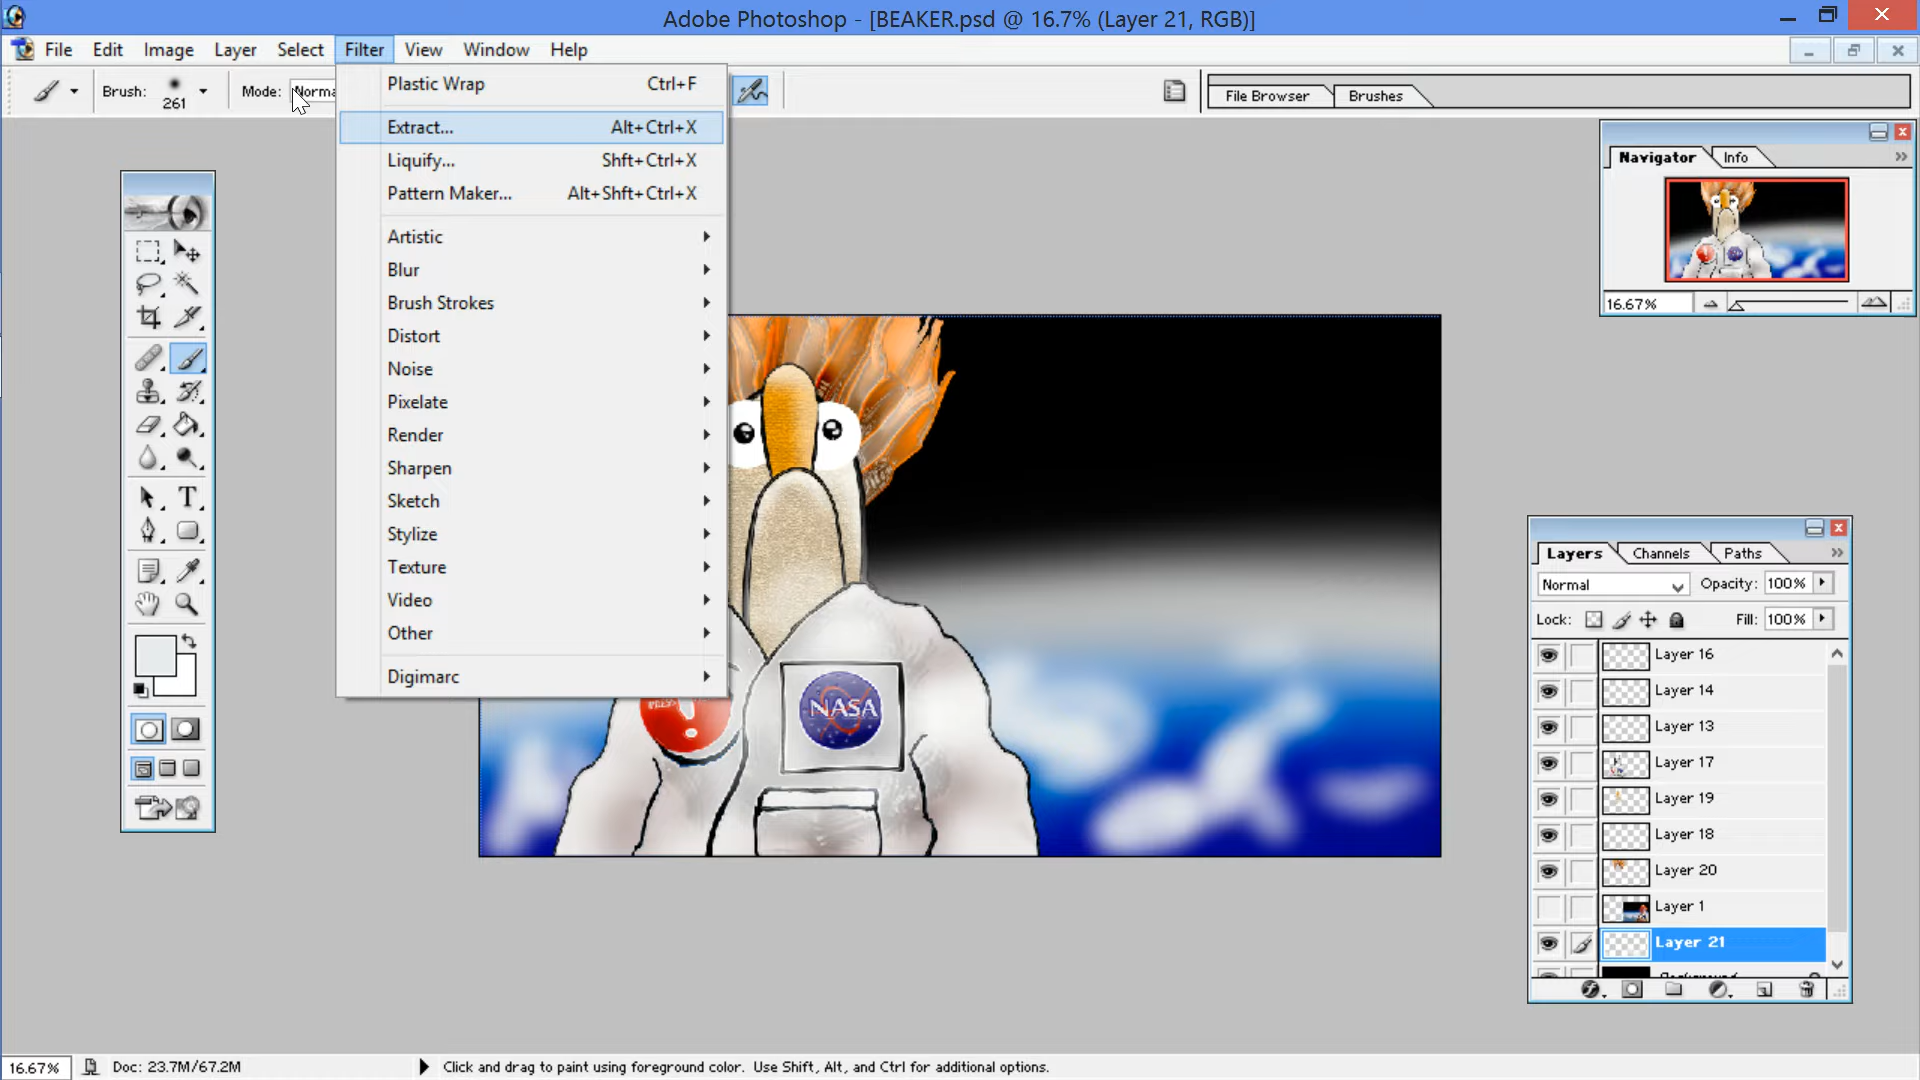 Adobe Photoshop - [BEAKER.psd @ 16.7% (Layer 21, RGB)]
File Edit Image Layer Select Filter View Window Help
Brush: 261 Mode: Norma
File Browser Brushes
Plastic Wrap Ctrl+F
Extract... Alt+Ctrl+X
Liquify... Shft+Ctrl+X
Pattern Maker... Alt+Shft+Ctrl+X
Artistic
Blur
Brush Strokes
Distort
Noise
Pixelate
Render
Sharpen
Sketch
Stylize
Texture
Video
Other
Digimarc
Navigator Info
16.67%
PRESS
NASA
Layers Channels Paths
Normal Opacity: 100%
Lock: Fill: 100%
Layer 16
Layer 14
Layer 13
Layer 17
Layer 19
Layer 18
Layer 20
Layer 1
Layer 21
Background
16.67% Doc: 23.7M/67.2M Click and drag to paint using foreground color. Use Shift, Alt, and Ctrl for additional options.